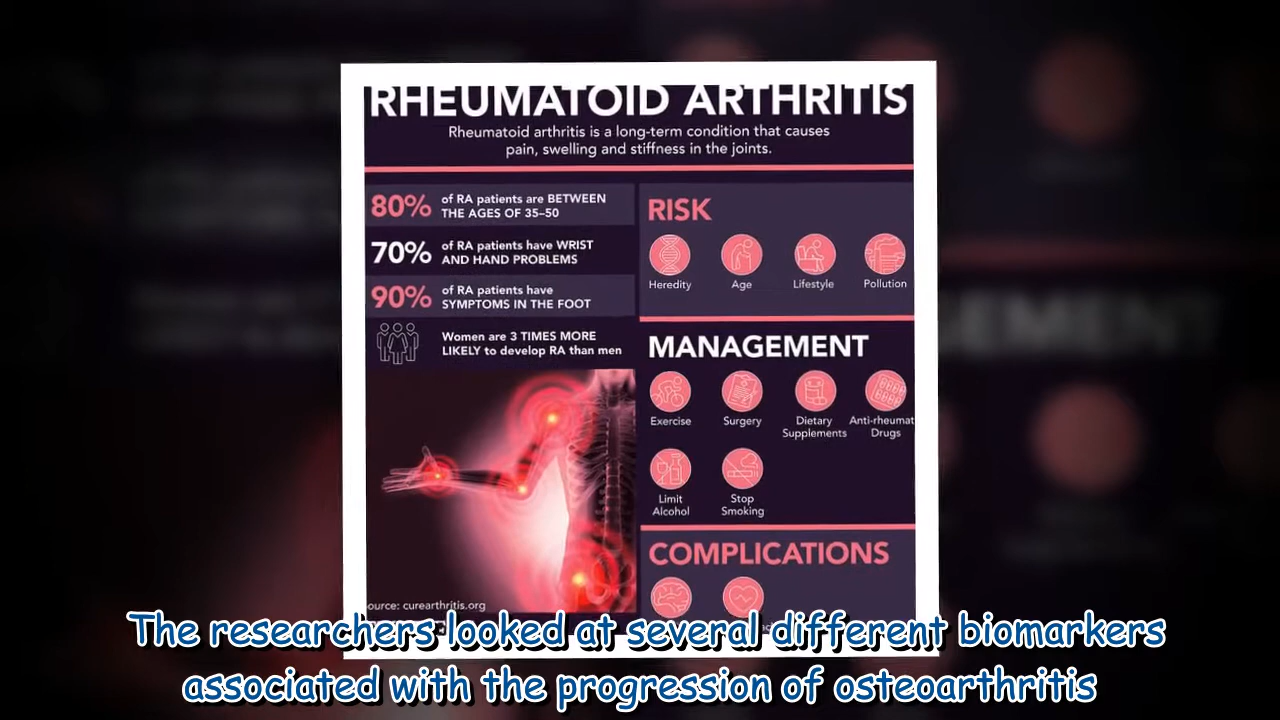 RHEUMATOID ARTHRITIS
Rheumatoid arthritis is a long-term condition that causes
pain, swelling and stiffness in the joints.
80%
of RA patients are BETWEEN
THE AGES OF 35–50
70%
of RA patients have WRIST
AND HAND PROBLEMS
90%
of RA patients have
SYMPTOMS IN THE FOOT
Women are 3 TIMES MORE
LIKELY to develop RA than men
RISK
Heredity
Age
Lifestyle
Pollution
MANAGEMENT
Exercise
Surgery
Dietary
Supplements
Anti-rheumat
Drugs
Limit
Alcohol
Stop
Smoking
COMPLICATIONS
ource: curearthritis.org
The researchers looked at several different biomarkers
associated with the progression of osteoarthritis